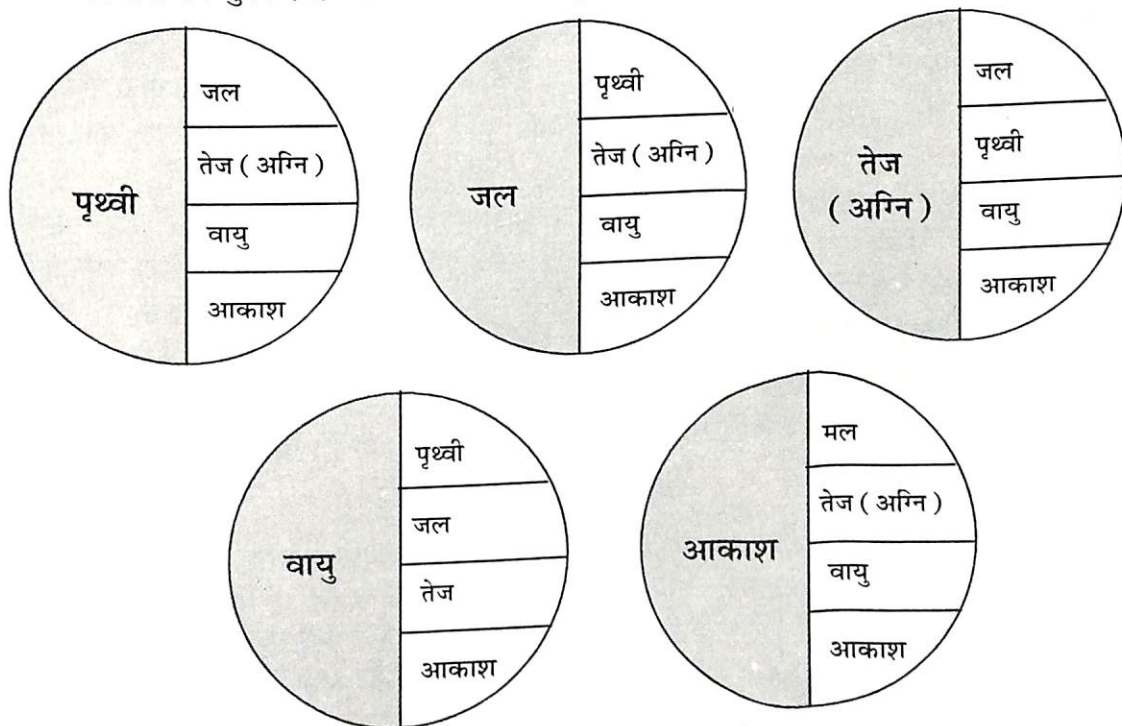 पृथ्वी
जल
तेज ( अग्नि )
वायु
आकाश
जल
पृथ्वी
तेज ( अग्नि )
वायु
आकाश
तेज
( अग्नि )
जल
पृथ्वी
वायु
आकाश
वायु
पृथ्वी
जल
तेज
आकाश
आकाश
मल
तेज ( अग्नि )
वायु
आकाश